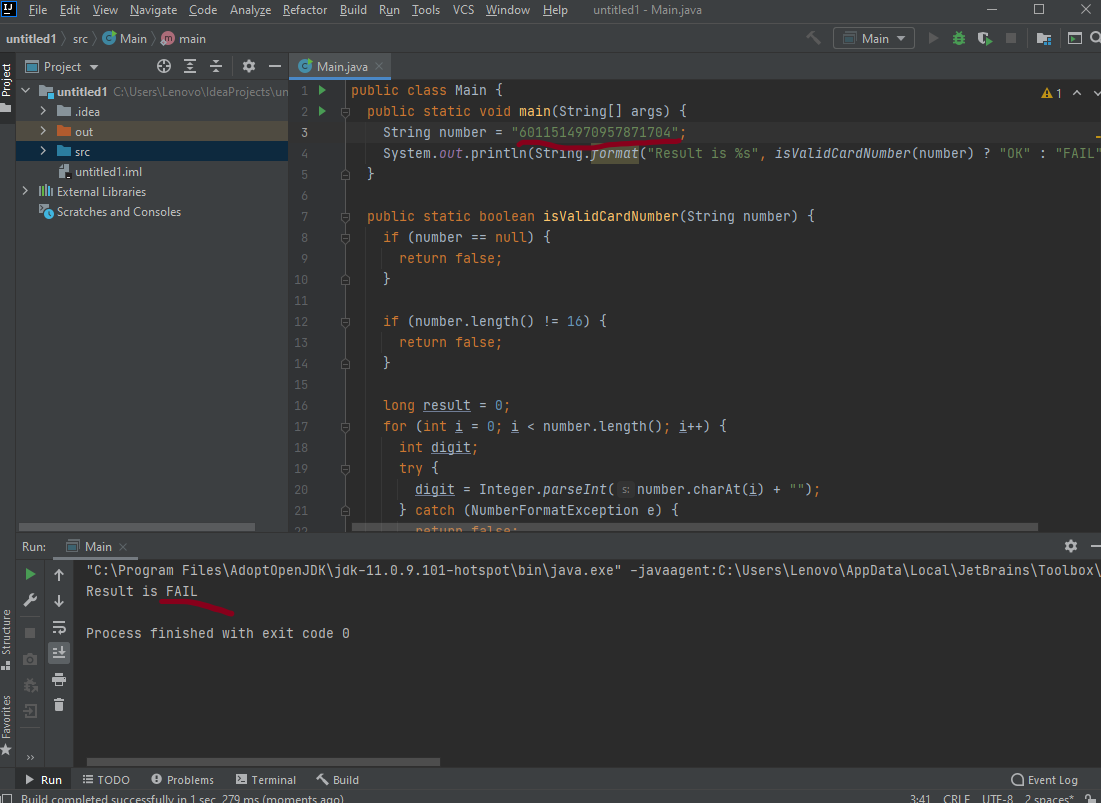 File Edit View Navigate Code Analyze Refactor Build Run Tools VCS Window Help untitled1 - Main.java
untitled1 src Main main
Main
Project
Main.java
Project
untitled1 C:\Users\Lenovo\IdeaProjects\un
.idea
out
src
untitled1.iml
External Libraries
Scratches and Consoles
1 public class Main {
1
2 public static void main(String[] args) {
3 String number = "6011514970957871704";
4 System.out.println(String.format("Result is %s", isValidCardNumber(number) ? "OK" : "FAIL"
5 }
6
7 public static boolean isValidCardNumber(String number) {
8 if (number == null) {
9 return false;
10 }
11
12 if (number.length() != 16) {
13 return false;
14 }
15
16 long result = 0;
17 for (int i = 0; i < number.length(); i++) {
18 int digit;
19 try {
20 digit = Integer.parseInt( s: number.charAt(i) + "");
21 } catch (NumberFormatException e) {
22 return false;
Run: Main
"C:\Program Files\AdoptOpenJDK\jdk-11.0.9.101-hotspot\bin\java.exe" -javaagent:C:\Users\Lenovo\AppData\Local\JetBrains\Toolbox\
Result is FAIL
Process finished with exit code 0
Structure
Favorites
Run TODO Problems Terminal Build Event Log
Build completed successfully in 1 sec, 279 ms (moments ago) 3:41 CRLF UTF-8 2 spaces*